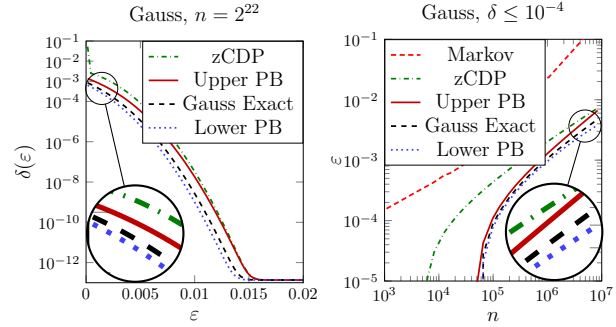 Gauss, n = 2^22
10^-1
10^-3
10^-4
10^-6
10^-8
10^-10
10^-12
δ(ε)
zCDP
Upper PB
Gauss Exact
Lower PB
0 0.005 0.01 0.015 0.02
ε
Gauss, δ ≤ 10^-4
10^-1
10^-2
10^-3
10^-4
10^-5
ε
Markov
zCDP
Upper PB
Gauss Exact
Lower PB
10^3 10^4 10^5 10^6 10^7
n